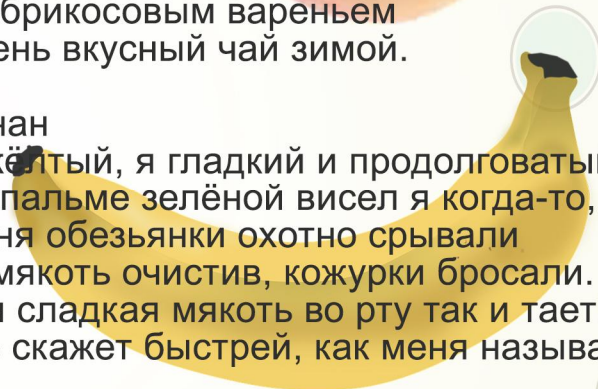 брикосовым вареньем
ень вкусный чай зимой.
нан
жёлтый, я гладкий и продолговаты
пальме зелёной висел я когда-то,
ня обезьянки охотно срывали
мякоть очистив, кожурки бросали.
сладкая мякоть во рту так и тает
скажет быстрей, как меня называ